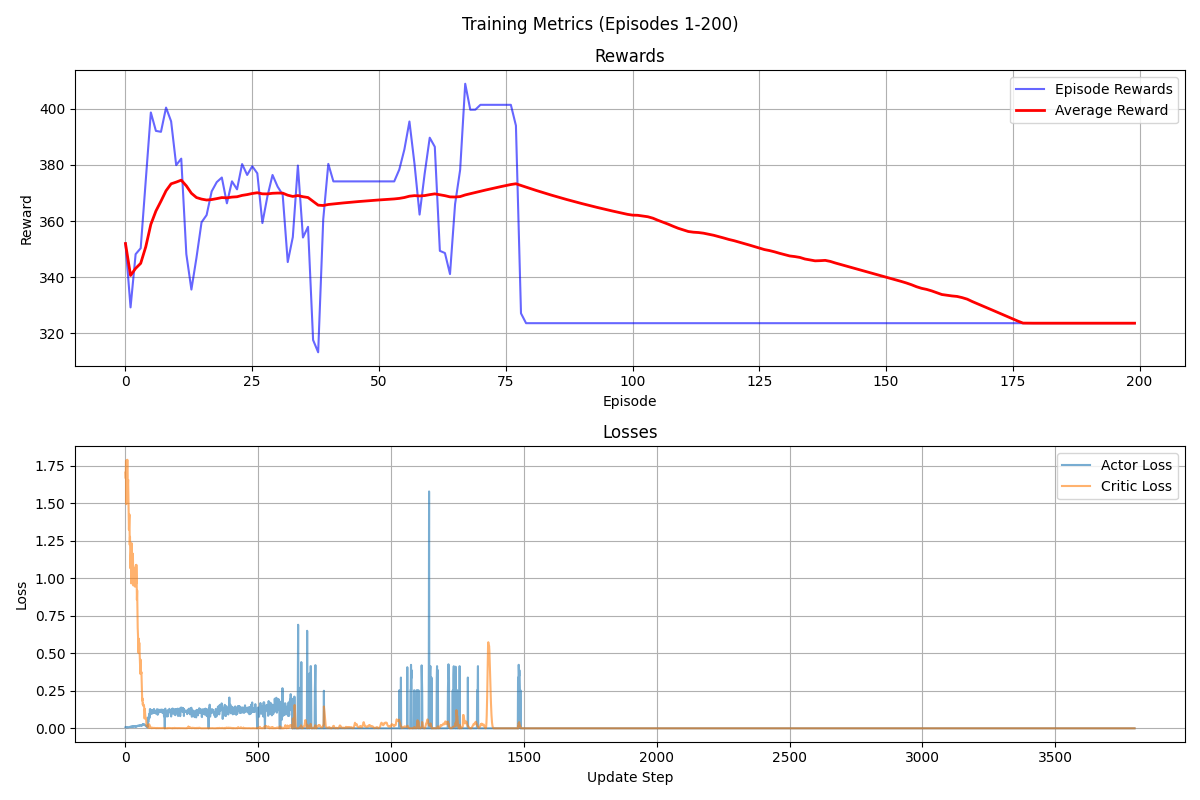 Training Metrics (Episodes 1-200)
Rewards
Reward
400
380
360
340
320
Episode Rewards
Average Reward
0 25 50 75 100 125 150 175 200
Episode
Losses
Loss
1.75
1.50
1.25
1.00
0.75
0.50
0.25
0.00
Actor Loss
Critic Loss
0 500 1000 1500 2000 2500 3000 3500
Update Step